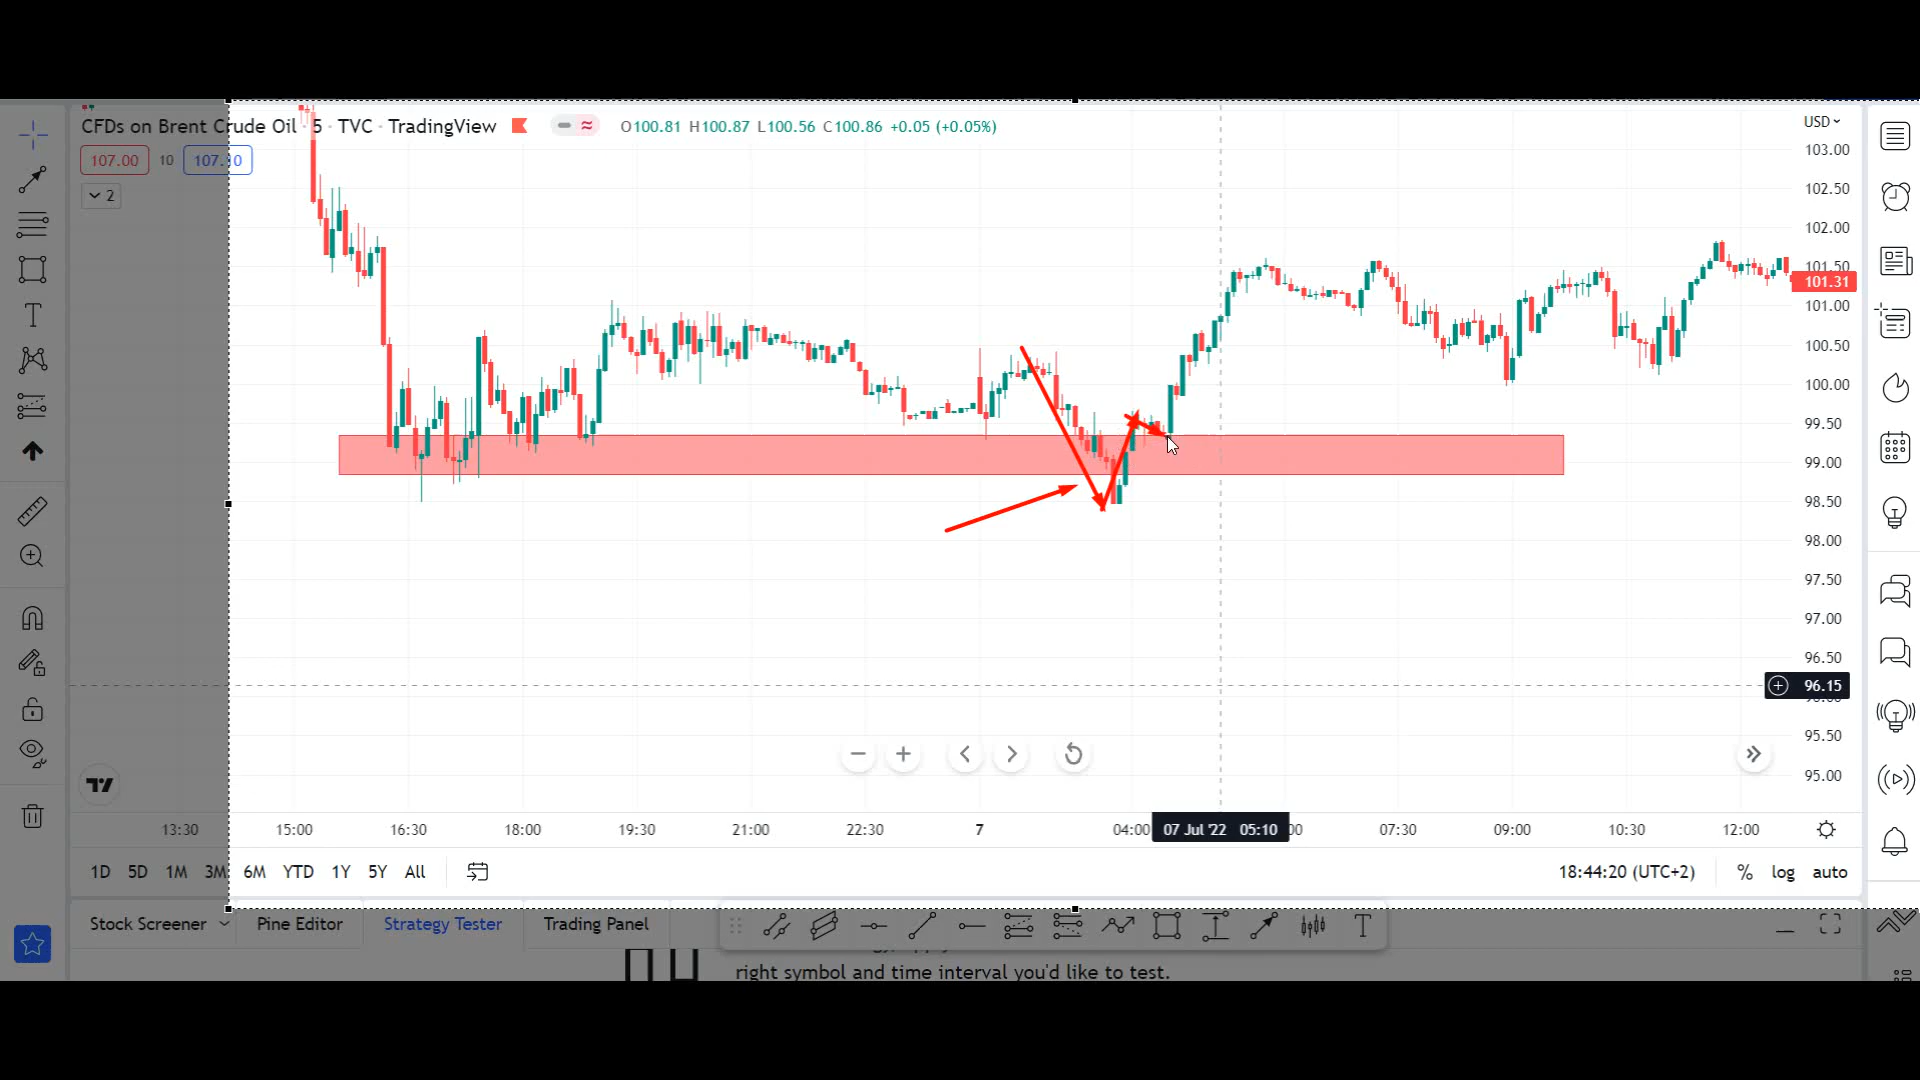 CFDs on Brent Crude Oil · 5 · TVC · TradingView
O100.81 H100.87 L100.56 C100.86 +0.05 (+0.05%)
USD
107.00 10 107.10
2
103.00
102.50
102.00
101.50
101.31
101.00
100.50
100.00
99.50
99.00
98.50
98.00
97.50
97.00
96.50
96.15
95.50
95.00
13:30 15:00 16:30 18:00 19:30 21:00 22:30 7 04:00 07 Jul '22 05:10 07:30 09:00 10:30 12:00
1D 5D 1M 3M 6M YTD 1Y 5Y All
18:44:20 (UTC+2) % log auto
Stock Screener Pine Editor Strategy Tester Trading Panel
right symbol and time interval you'd like to test.